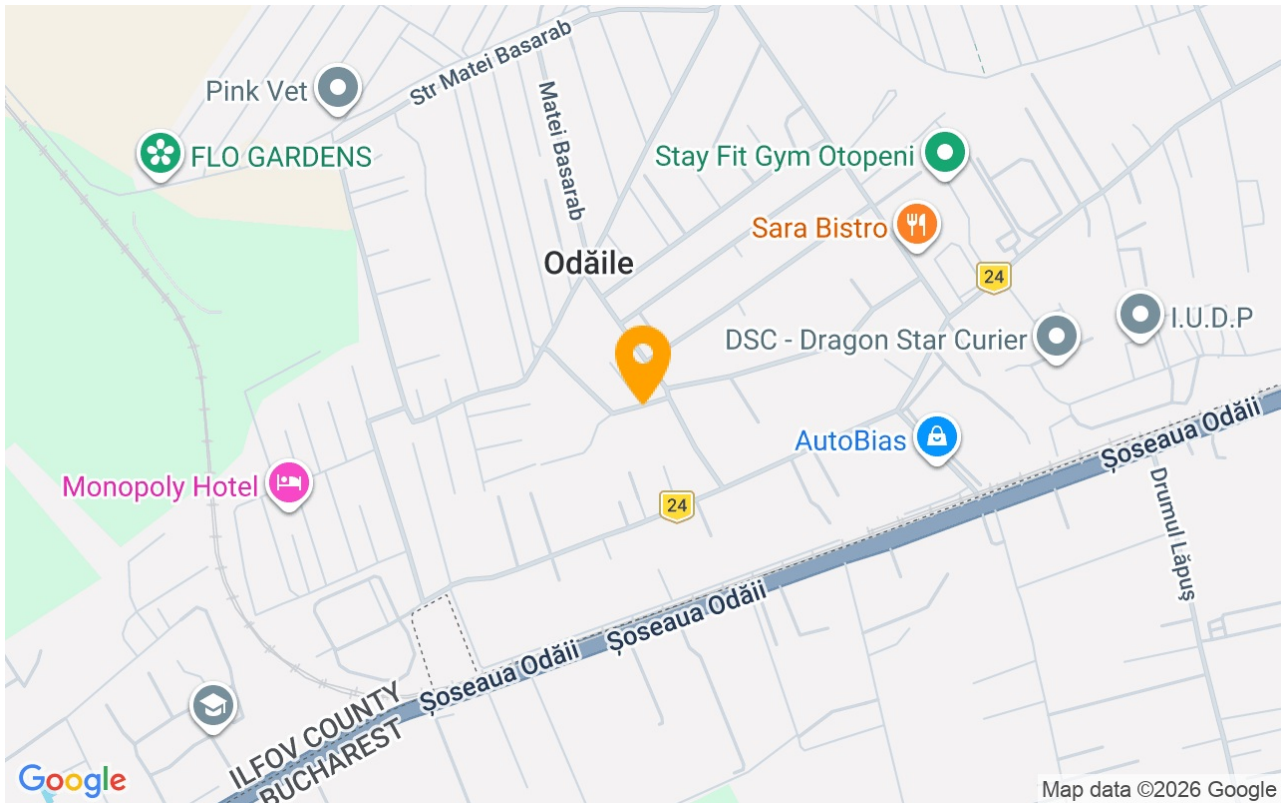 Str Matei Basarab
Pink Vet
Matei Basarab
FLO GARDENS
Stay Fit Gym Otopeni
Sara Bistro
Odăile
24
DSC - Dragon Star Curier
I.U.D.P
AutoBias
Șoseaua Odăii
Monopoly Hotel
24
Drumul Lăpuș
Șoseaua Odăii
Șoseaua Odăii
ILFOV COUNTY
BUCHAREST
Google
Map data ©2026 Google